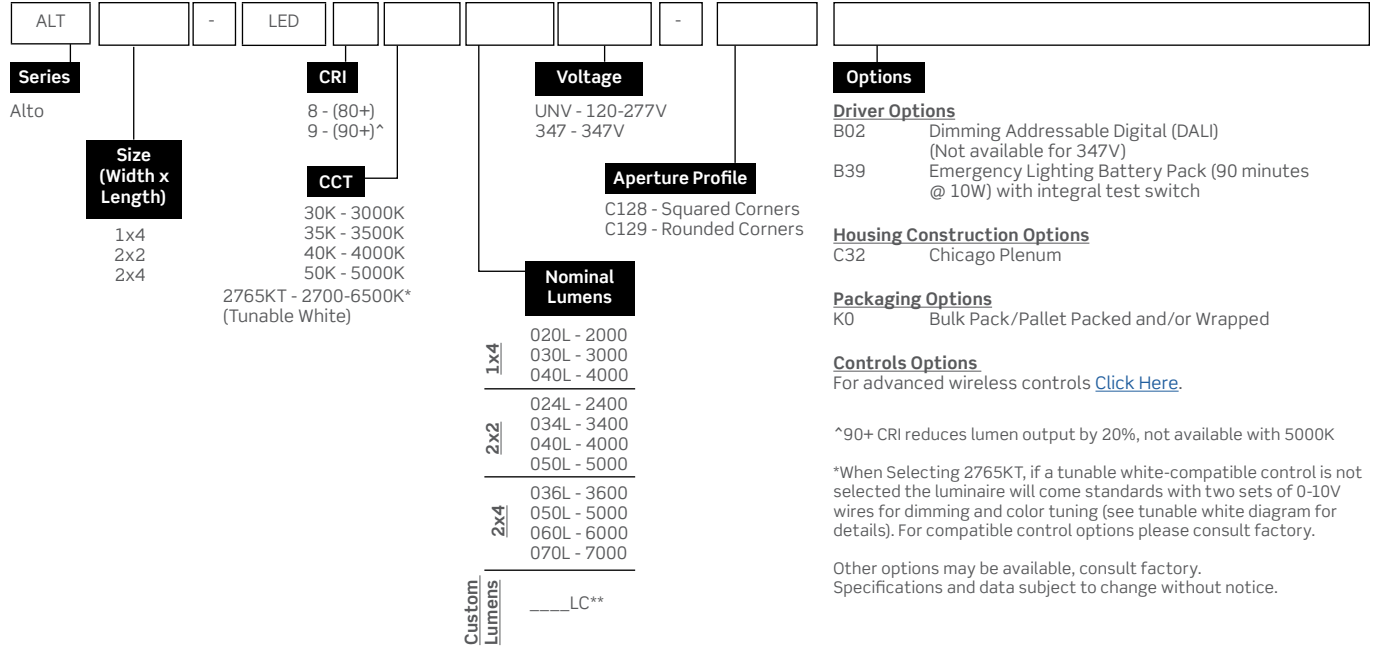 ALT - LED -
Series
Alto
Size
(Width x
Length)
1x4
2x2
2x4
CRI
8 - (80+)
9 - (90+)^
CCT
30K - 3000K
35K - 3500K
40K - 4000K
50K - 5000K
2765KT - 2700-6500K*
(Tunable White)
Nominal
Lumens
1x4
020L - 2000
030L - 3000
040L - 4000
2x2
024L - 2400
034L - 3400
040L - 4000
050L - 5000
2x4
036L - 3600
050L - 5000
060L - 6000
070L - 7000
Custom
Lumens
____LC**
Voltage
UNV - 120-277V
347 - 347V
Aperture Profile
C128 - Squared Corners
C129 - Rounded Corners
Options
Driver Options
B02 Dimming Addressable Digital (DALI)
(Not available for 347V)
B39 Emergency Lighting Battery Pack (90 minutes
@ 10W) with integral test switch
Housing Construction Options
C32 Chicago Plenum
Packaging Options
K0 Bulk Pack/Pallet Packed and/or Wrapped
Controls Options
For advanced wireless controls Click Here.
^90+ CRI reduces lumen output by 20%, not available with 5000K
*When Selecting 2765KT, if a tunable white-compatible control is not
selected the luminaire will come standards with two sets of 0-10V
wires for dimming and color tuning (see tunable white diagram for
details). For compatible control options please consult factory.
Other options may be available, consult factory.
Specifications and data subject to change without notice.